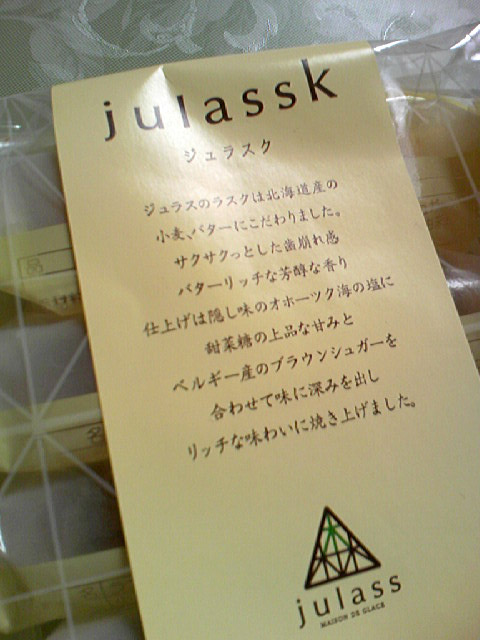 julassk
ジュラスク
ジュラスのラスクは北海道産の
小麦、バターにこだわりました。
サクサクっとした歯崩れ感
バターリッチな芳醇な香り
仕上げは隠し味のオホーツク海の塩に
甜菜糖の上品な甘みと
ベルギー産のブラウンシュガーを
合わせて味に深みを出し
リッチな味わいに焼き上げました。
julass
MAISON DE GLACE
品
名